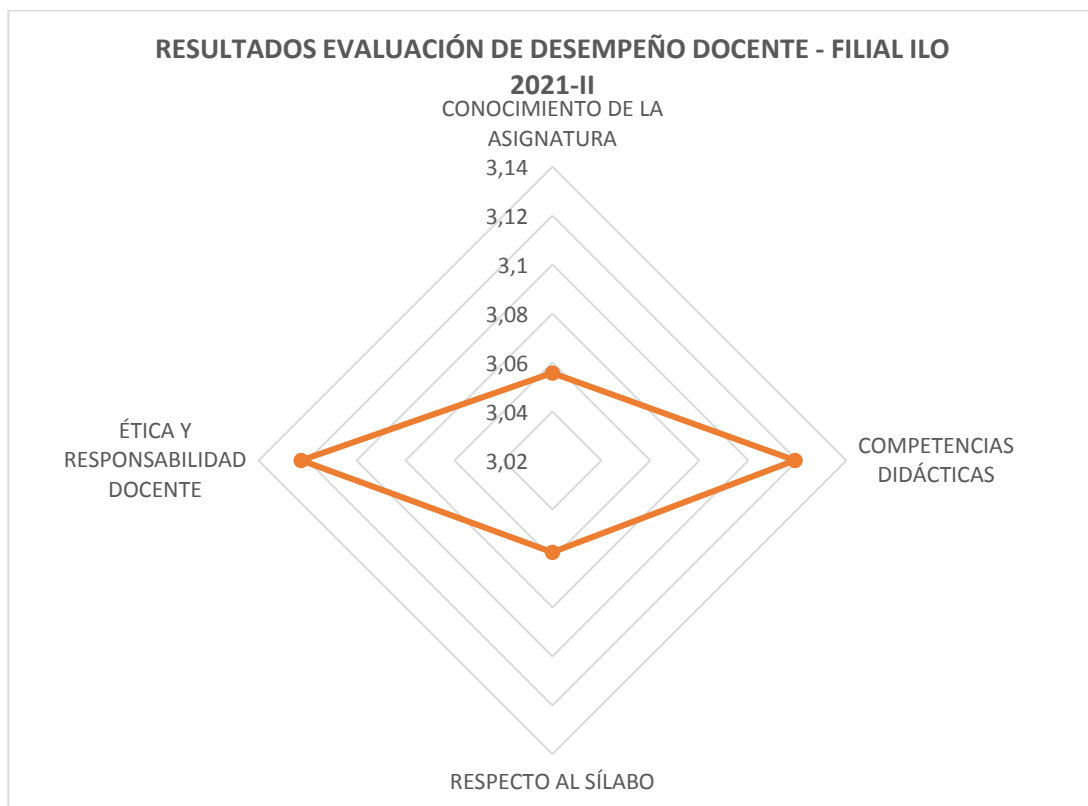 RESULTADOS EVALUACIÓN DE DESEMPEÑO DOCENTE - FILIAL ILO
2021-II
CONOCIMIENTO DE LA
ASIGNATURA
3,14
3,12
3,1
3,08
3,06
3,04
3,02
ÉTICA Y
RESPONSABILIDAD
DOCENTE
COMPETENCIAS
DIDÁCTICAS
RESPECTO AL SÍLABO